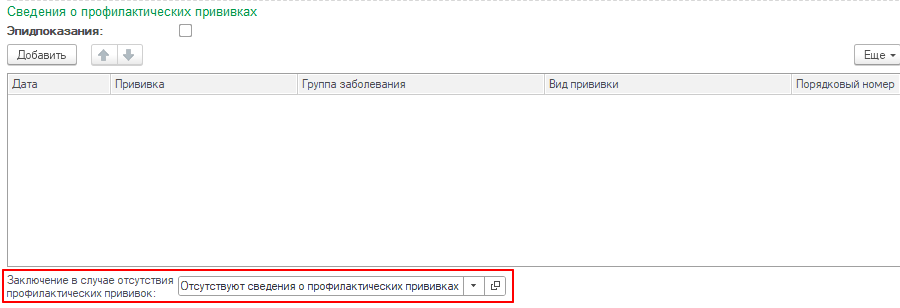 Сведения о профилактических прививках
Эпидпоказания:
Добавить
Еще
Дата Прививка Группа заболевания Вид прививки Порядковый номер
Заключение в случае отсутствия
профилактических прививок:
Отсутствуют сведения о профилактических прививках